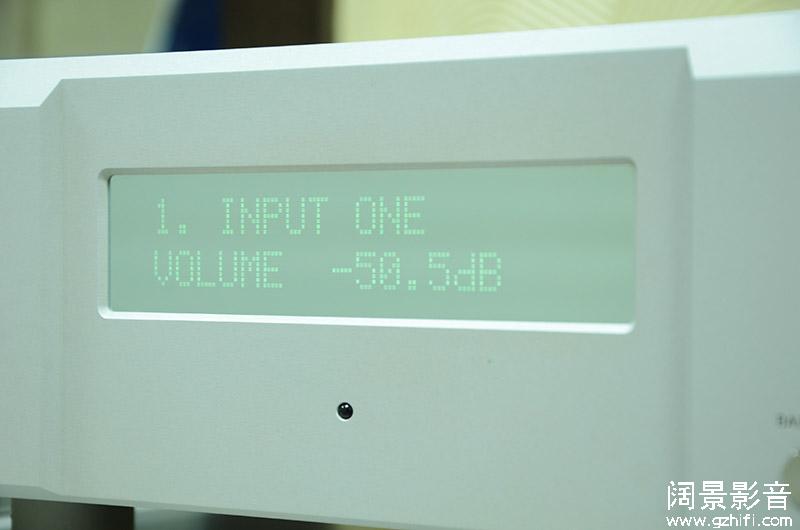 1. INPUT ONE
VOLUME -50.5dB
阔景影音
www.gzhifi.com